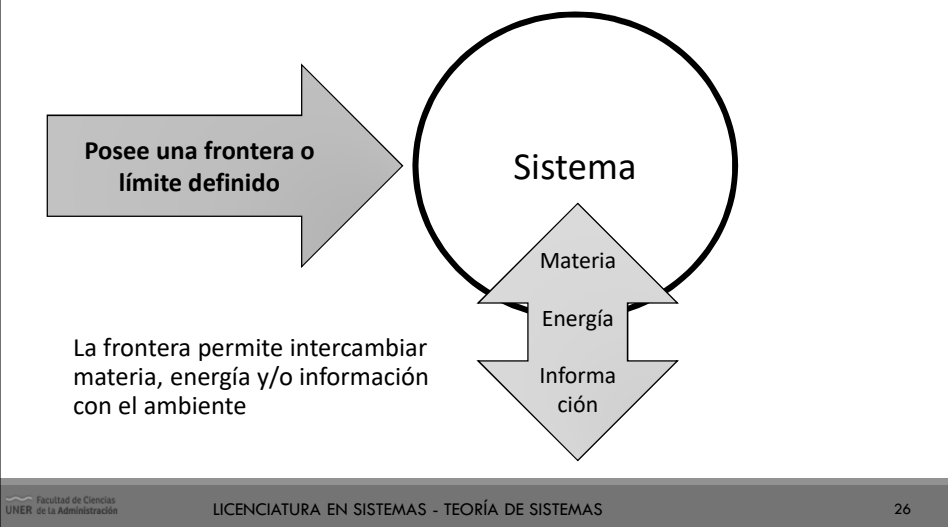 Posee una frontera o
límite definido
Sistema
Materia
Energía
Informa
ción
La frontera permite intercambiar
materia, energía y/o información
con el ambiente
Facultad de Ciencias
UNER de la Administración
LICENCIATURA EN SISTEMAS - TEORÍA DE SISTEMAS
26